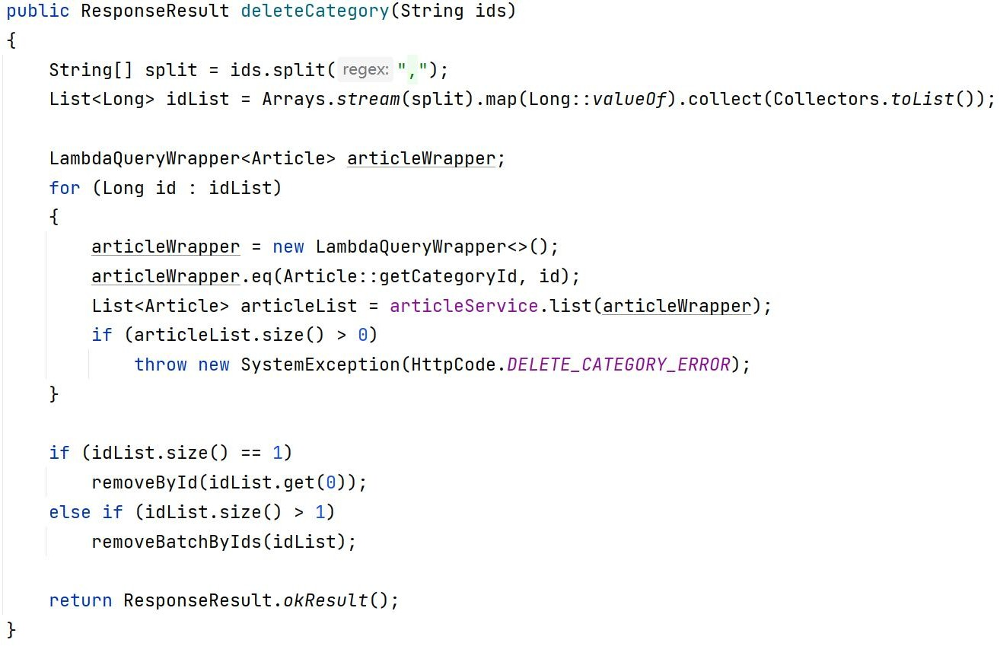 public ResponseResult deleteCategory(String ids)
{
    String[] split = ids.split( regex: ",");
    List<Long> idList = Arrays.stream(split).map(Long::valueOf).collect(Collectors.toList());

    LambdaQueryWrapper<Article> articleWrapper;
    for (Long id : idList)
    {
        articleWrapper = new LambdaQueryWrapper<>();
        articleWrapper.eq(Article::getCategoryId, id);
        List<Article> articleList = articleService.list(articleWrapper);
        if (articleList.size() > 0)
            throw new SystemException(HttpCode.DELETE_CATEGORY_ERROR);
    }

    if (idList.size() == 1)
        removeById(idList.get(0));
    else if (idList.size() > 1)
        removeBatchByIds(idList);

    return ResponseResult.okResult();
}